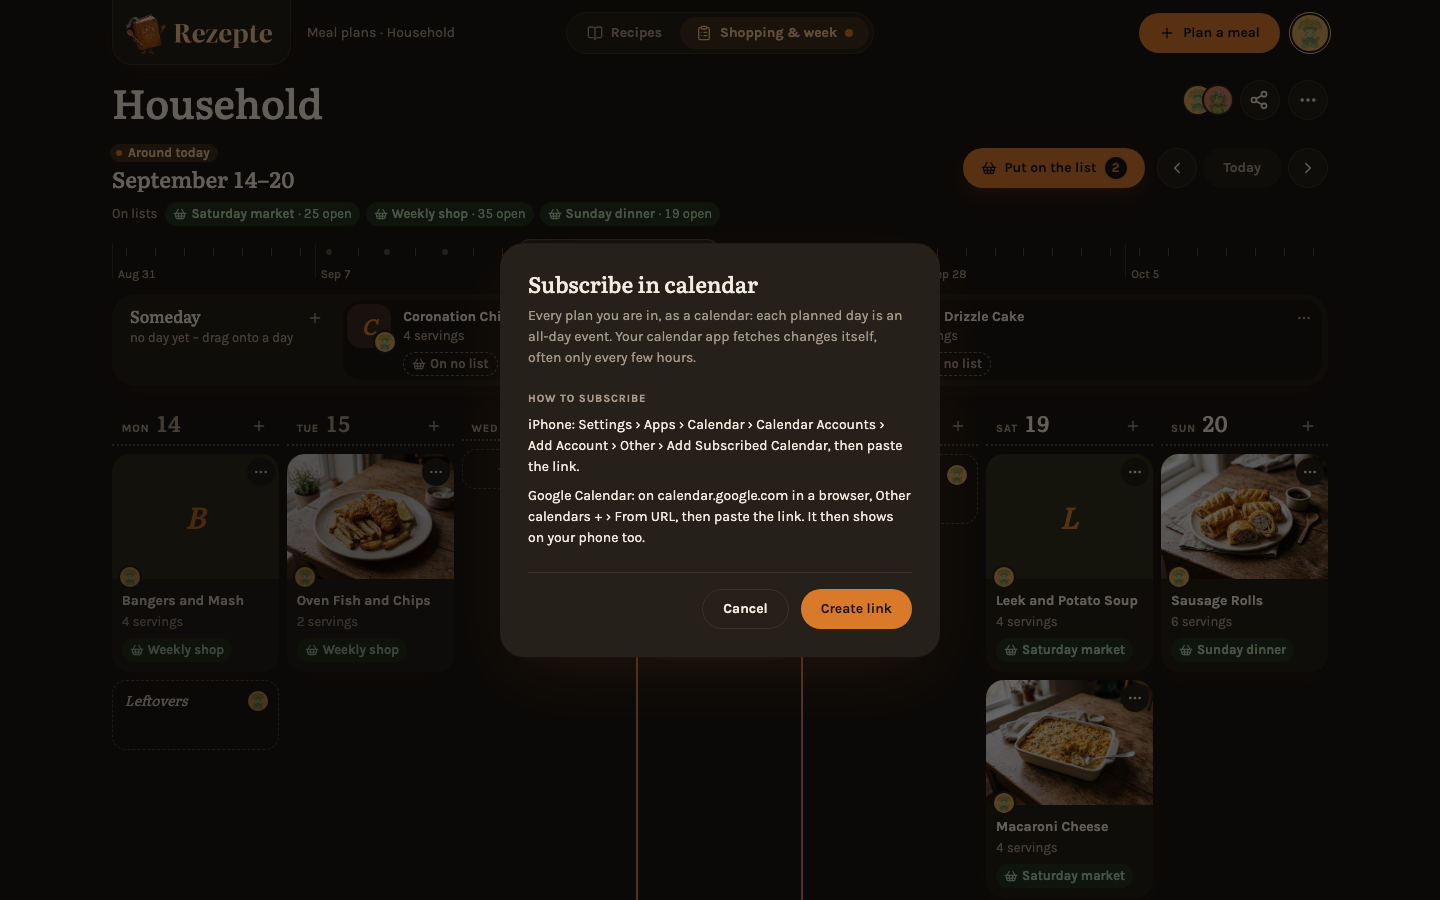 Rezepte
Meal plans · Household
Recipes
Shopping & week
Plan a meal
Household
Around today
September 14–20
Put on the list 2
Today
On lists
Saturday market · 25 open
Weekly shop · 35 open
Sunday dinner · 19 open
Aug 31
Sep 7
28
Oct 5
Someday
no day yet – drag onto a day
C
Coronation Chi
4 servings
On no list
Drizzle Cake
no list
MON 14
TUE 15
WED
SAT 19
SUN 20
B
Bangers and Mash
4 servings
Weekly shop
Leftovers
Oven Fish and Chips
2 servings
Weekly shop
L
Leek and Potato Soup
4 servings
Saturday market
Macaroni Cheese
4 servings
Saturday market
Sausage Rolls
6 servings
Sunday dinner
Subscribe in calendar
Every plan you are in, as a calendar: each planned day is an
all-day event. Your calendar app fetches changes itself,
often only every few hours.
HOW TO SUBSCRIBE
iPhone: Settings › Apps › Calendar › Calendar Accounts ›
Add Account › Other › Add Subscribed Calendar, then paste
the link.
Google Calendar: on calendar.google.com in a browser, Other
calendars + › From URL, then paste the link. It then shows
on your phone too.
Cancel
Create link